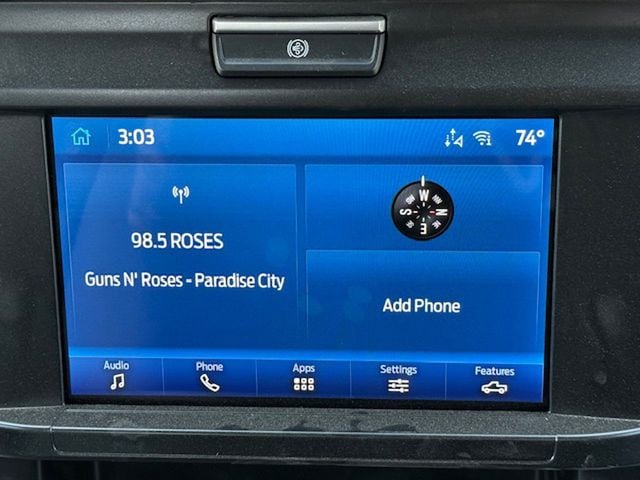 3:03
74°
98.5 ROSES
Guns N' Roses - Paradise City
W
S
N
E
Add Phone
Audio
Phone
Apps
Settings
Features